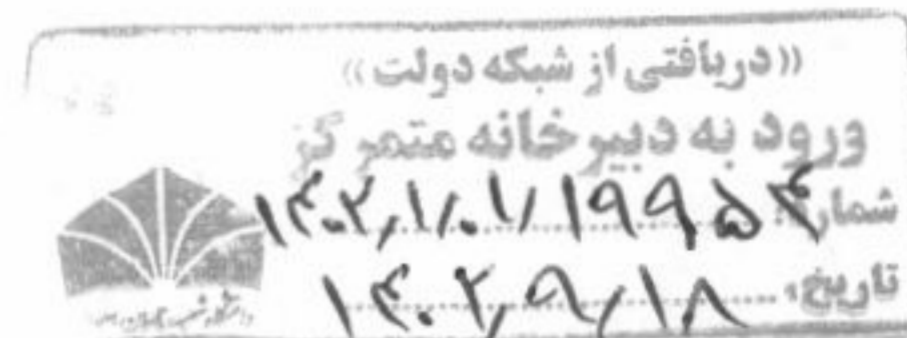 ((دریافتی از شبکه دولت))
ورود به دبیرخانه متمرکز
شماره: ۱۴۰۲/۱/۰۱/۱۹۹۵۴
تاریخ: ۱۴۰۲/۹/۱۸